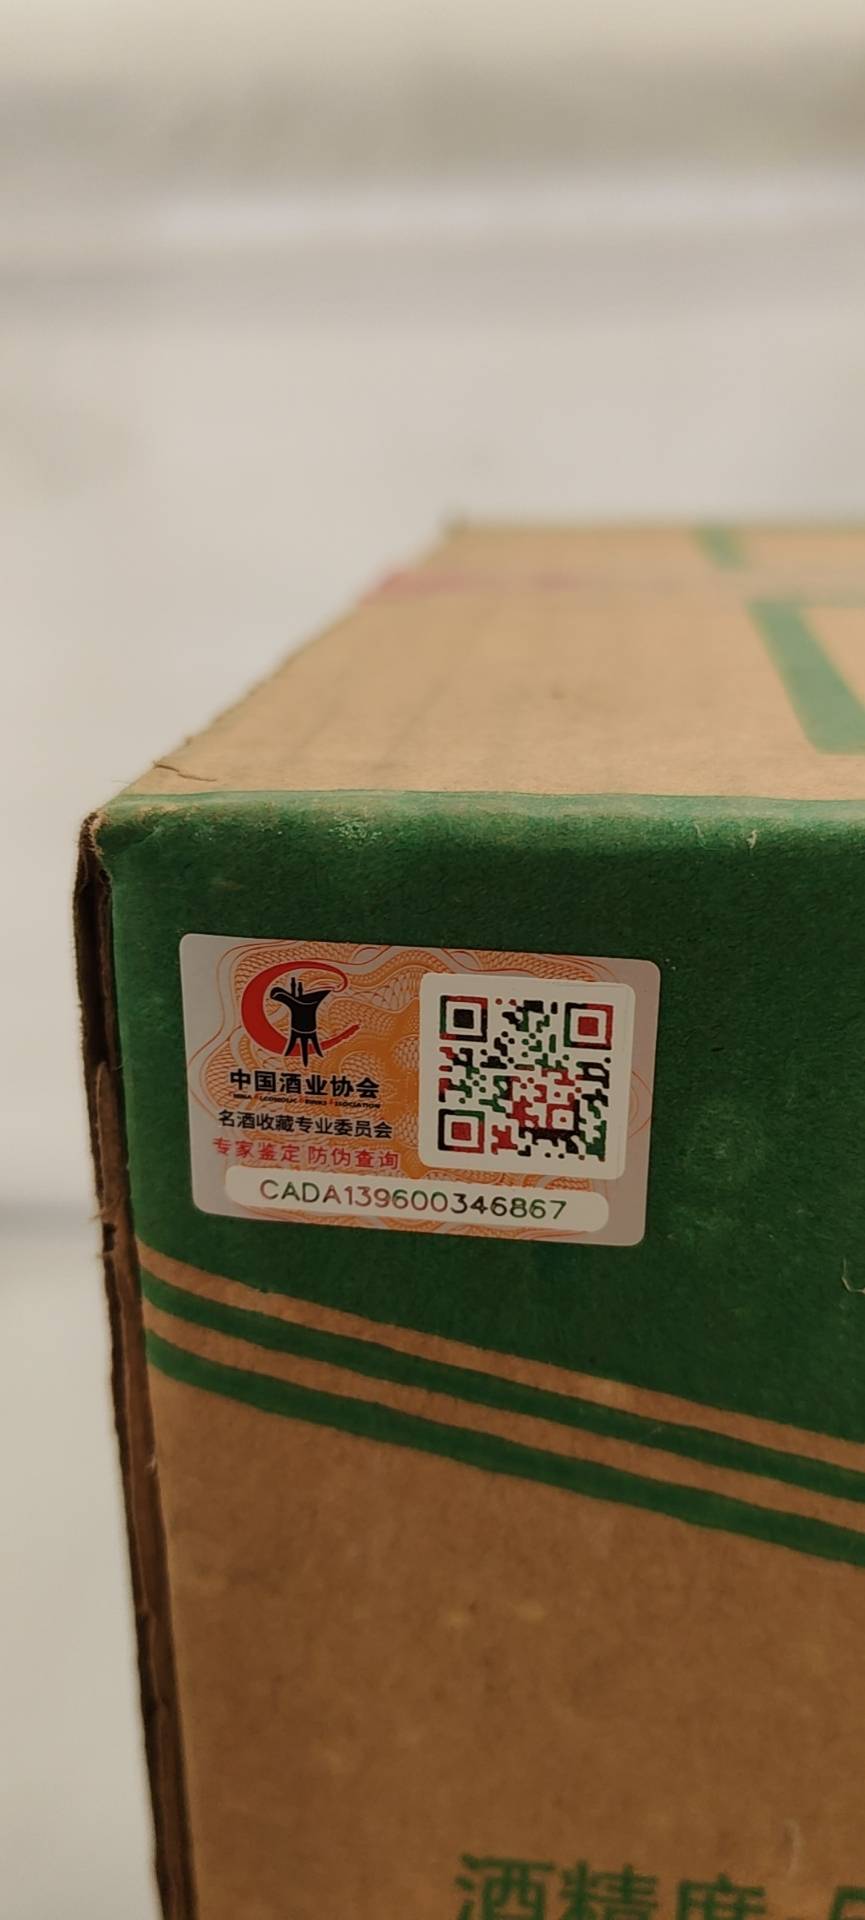 中国酒业协会
名酒收藏专业委员会
专家鉴定 防伪查询
CADA139600346867
酒精度